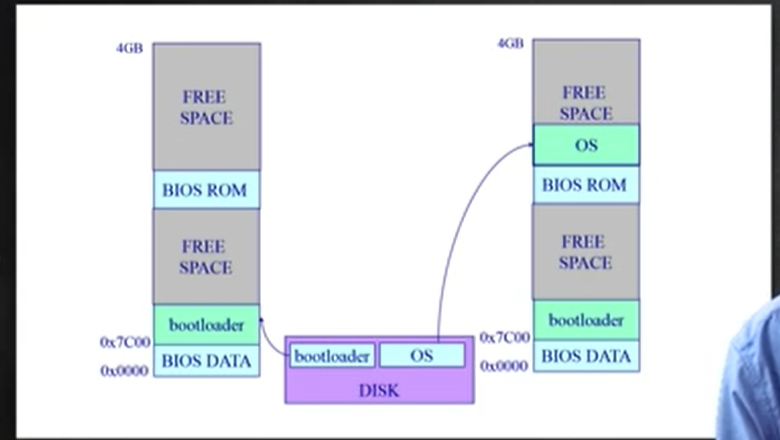 4GB
FREE
SPACE
BIOS ROM
FREE
SPACE
bootloader
0x7C00
BIOS DATA
0x0000
bootloader
OS
DISK
4GB
FREE
SPACE
OS
BIOS ROM
FREE
SPACE
bootloader
0x7C00
BIOS DATA
0x0000